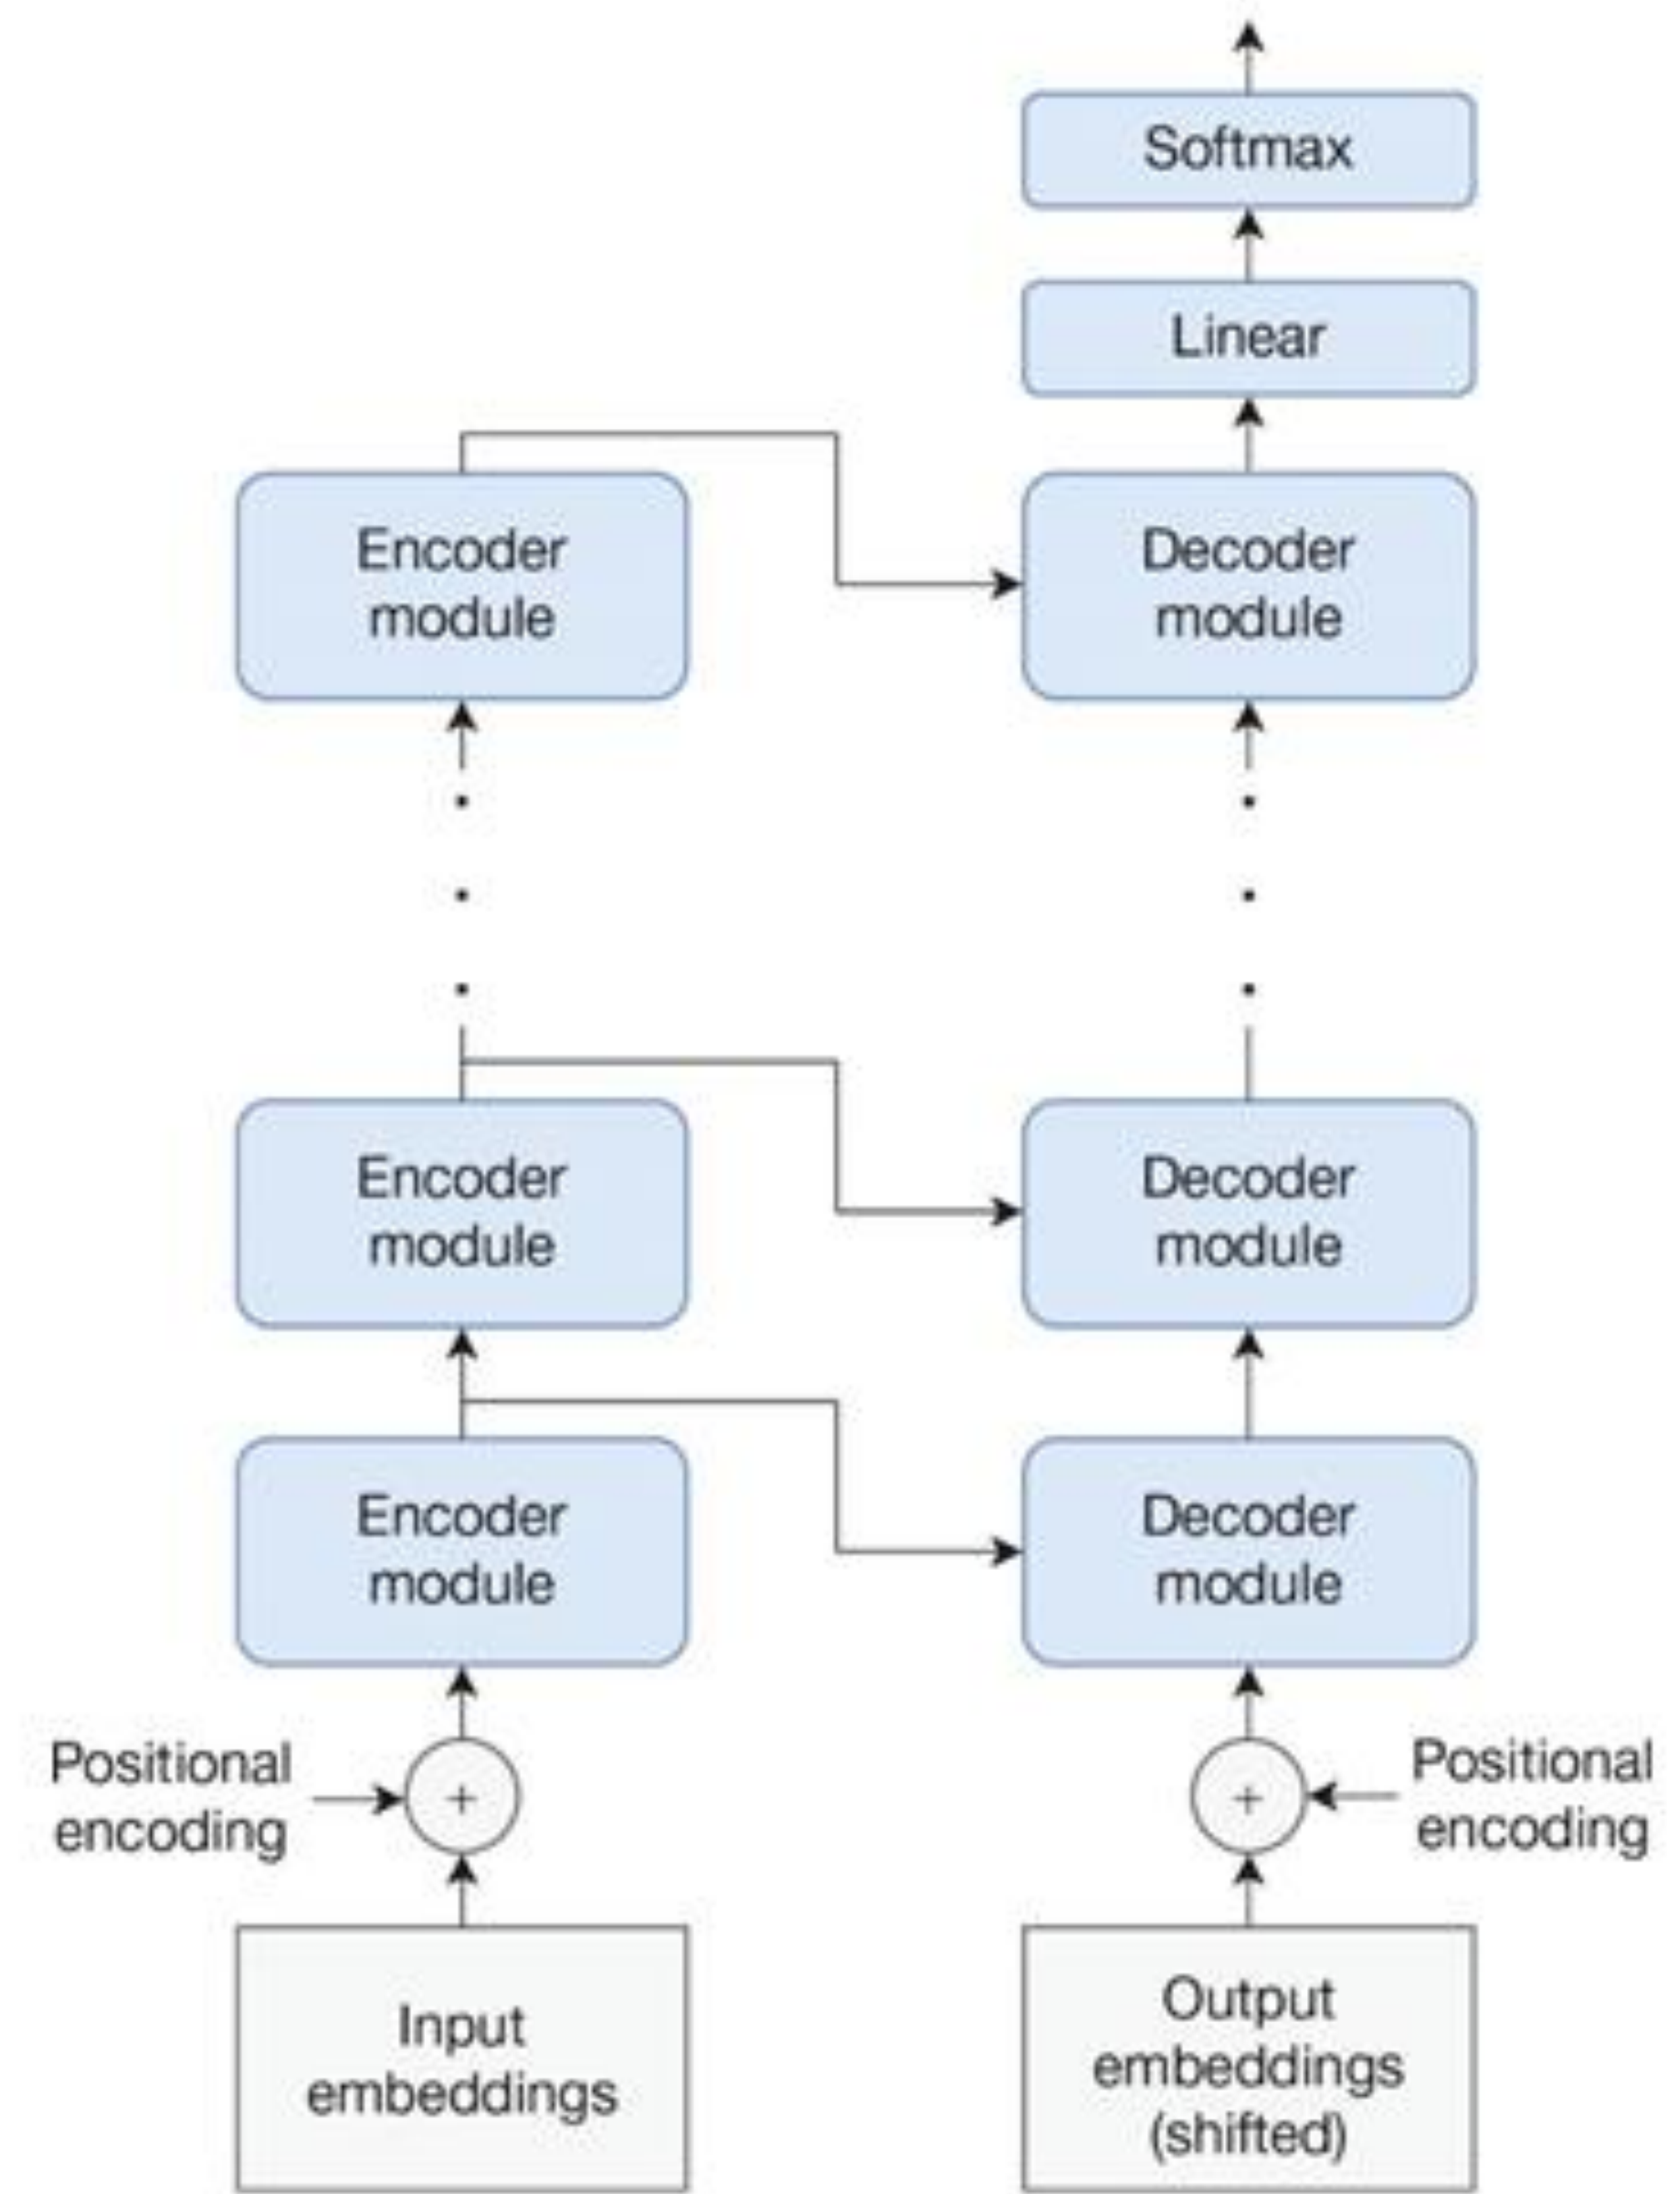 Softmax
Linear
Encoder
module
Decoder
module
Encoder
module
Decoder
module
Encoder
module
Decoder
module
Positional
encoding
+
+
Positional
encoding
Input
embeddings
Output
embeddings
(shifted)